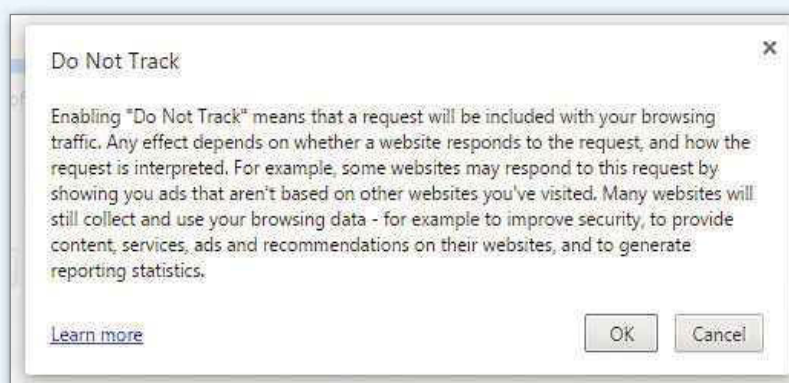 Do Not Track
Enabling "Do Not Track" means that a request will be included with your browsing
traffic. Any effect depends on whether a website responds to the request, and how the
request is interpreted. For example, some websites may respond to this request by
showing you ads that aren't based on other websites you've visited. Many websites will
still collect and use your browsing data - for example to improve security, to provide
content, services, ads and recommendations on their websites, and to generate
reporting statistics.
Learn more
OK
Cancel